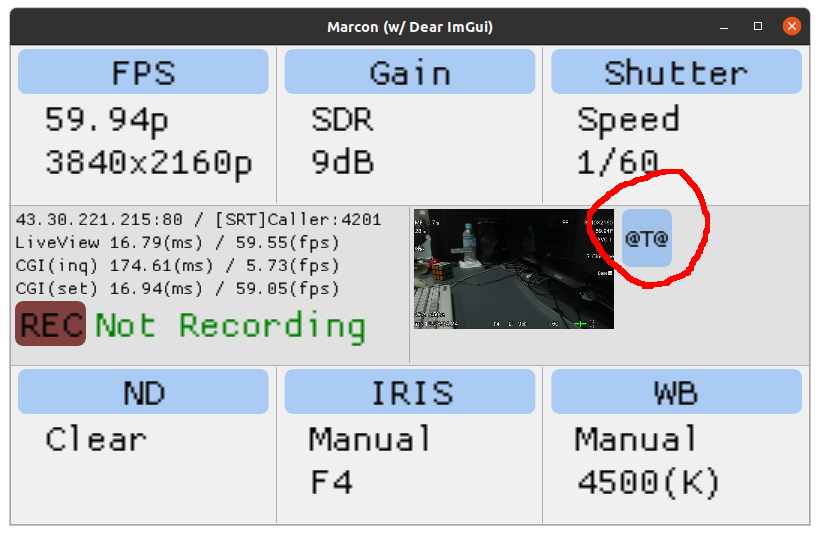 Marcon (w/ Dear ImGui)
FPS
59.94p
3840x2160p
Gain
SDR
9dB
Shutter
Speed
1/60
43.30.221.215:80 / [SRT]Caller:4201
LiveView 16.79(ms) / 59.55(fps)
CGI(inq) 174.61(ms) / 5.73(fps)
CGI(set) 16.94(ms) / 59.05(fps)
REC Not Recording
@T@
ND
Clear
IRIS
Manual
F4
WB
Manual
4500(K)